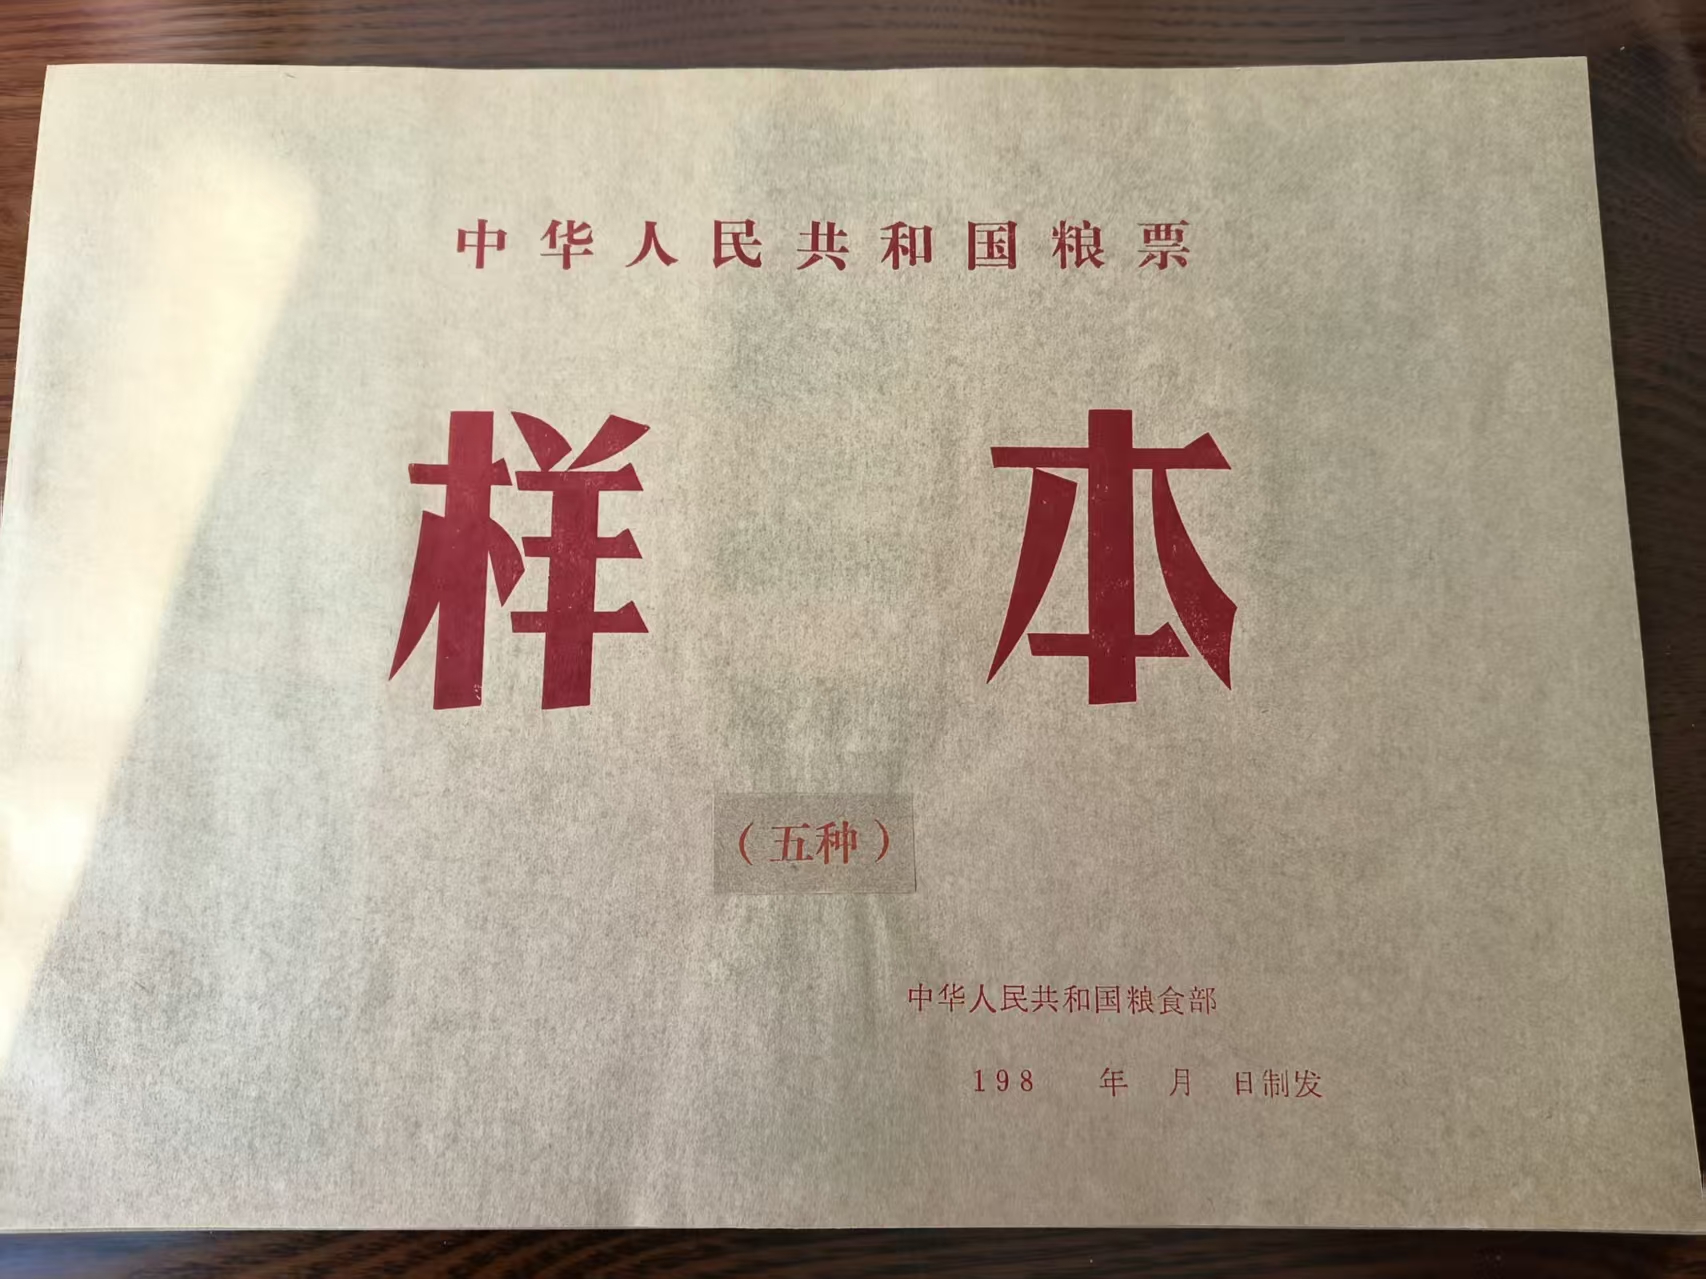 中华人民共和国粮票
样本
（五种）
中华人民共和国粮食部
198 年 月 日制发